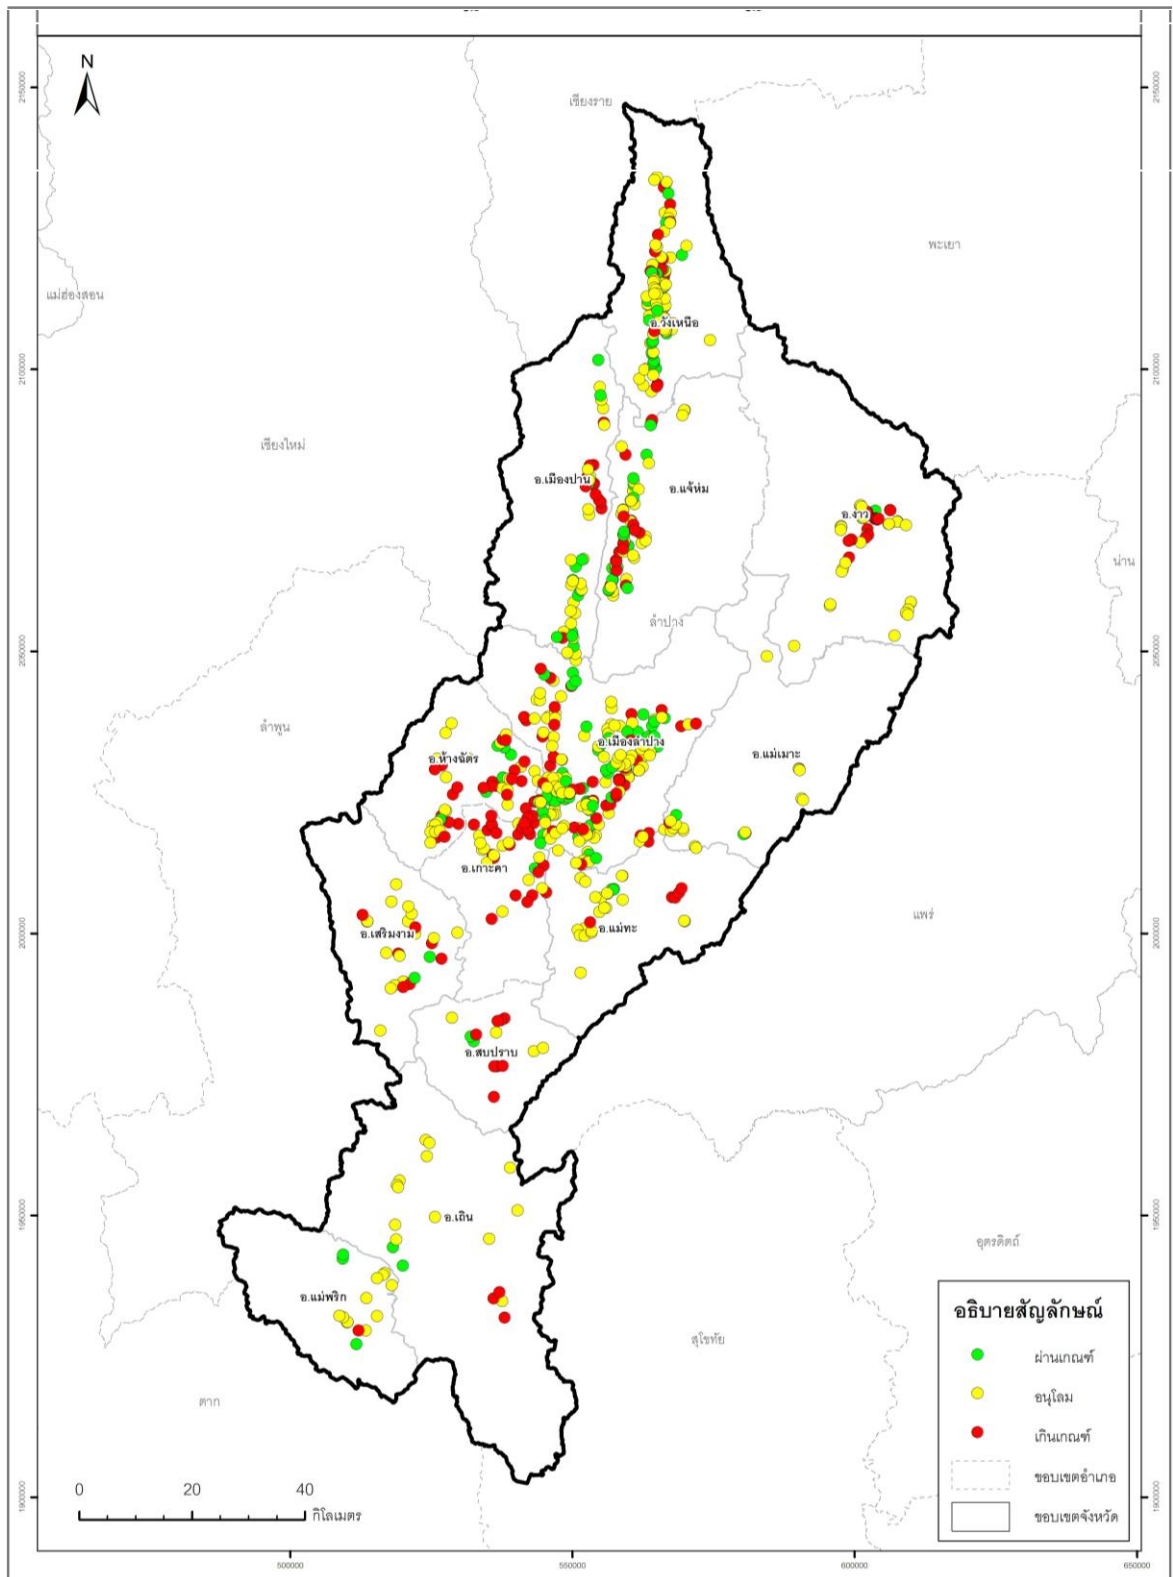 N
เชียงราย
พะเยา
แม่ฮ่องสอน
อ.วังเหนือ
เชียงใหม่
อ.เมืองปาน
อ.แจ้ห่ม
อ.งาว
น่าน
ลำปาง
ลำพูน
อ.เมืองลำปาง
อ.แม่เมาะ
อ.ห้างฉัตร
อ.เกาะคา
แพร่
อ.เสริมงาม
อ.แม่ทะ
อ.สบปราบ
อ.เถิน
อุตรดิตถ์
อ.แม่พริก
สุโขทัย
ตาก
อธิบายสัญลักษณ์
ผ่านเกณฑ์
อนุโลม
เกินเกณฑ์
ขอบเขตอำเภอ
ขอบเขตจังหวัด
0 20 40
กิโลเมตร
2150000 2150000
2100000 2100000
2050000 2050000
2000000 2000000
1950000 1950000
1900000 1900000
500000 550000 600000 650000